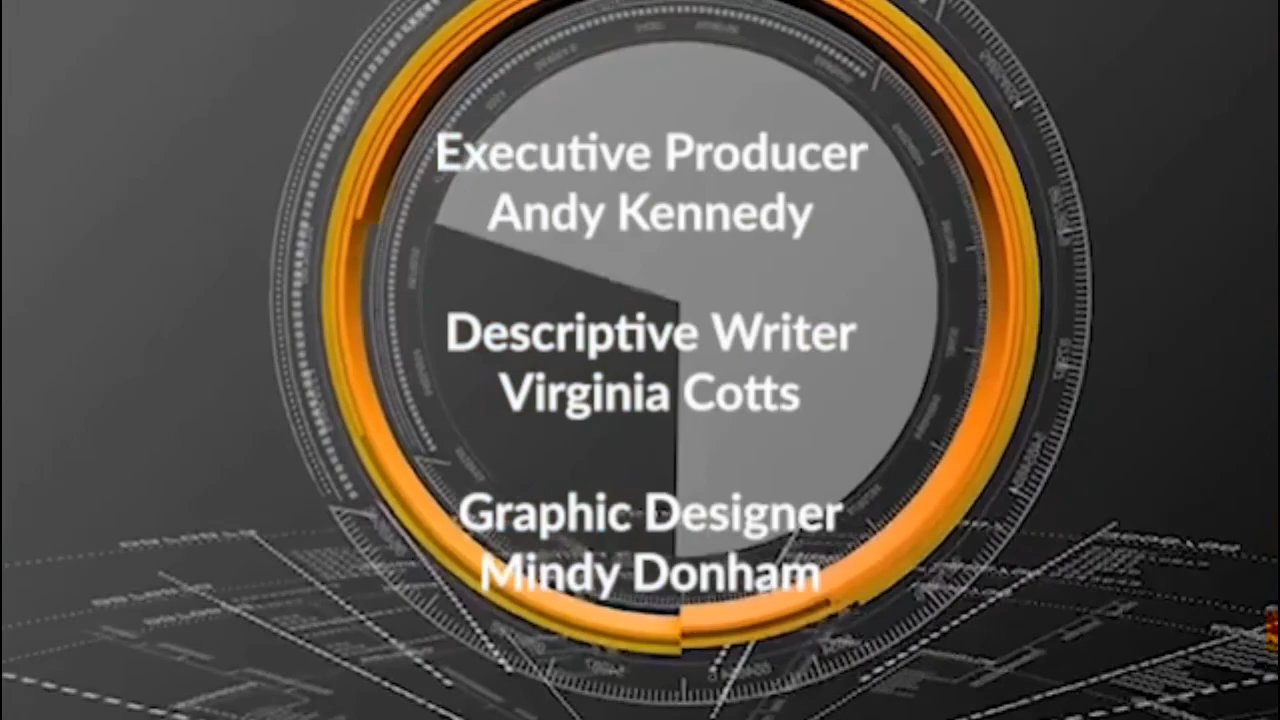 Executive Producer
Andy Kennedy
Descriptive Writer
Virginia Cotts
Graphic Designer
Mindy Donham